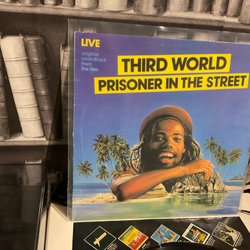 LIVE
original
soundtrack
from
the film
THIRD WORLD
PRISONER IN THE STREET